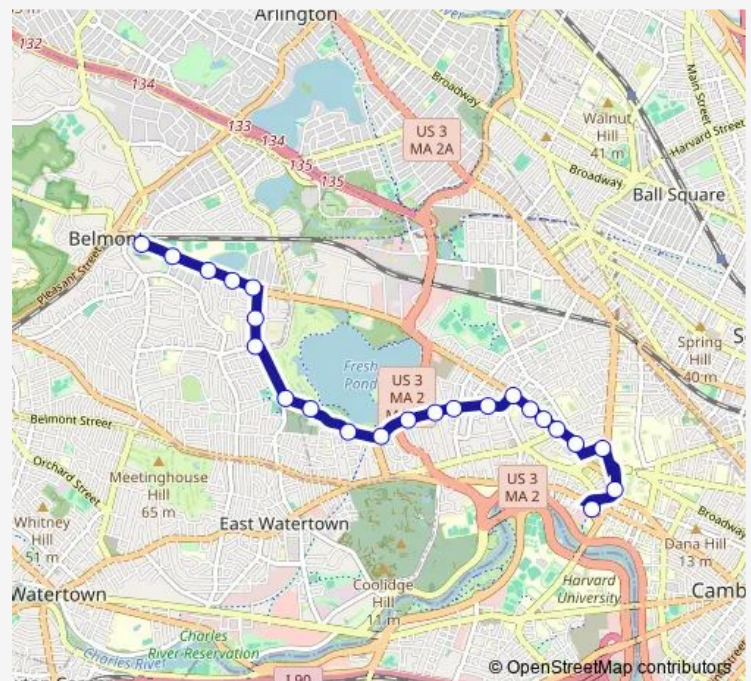 Arlington
132
134
Broadway
Main Street
133
134
US 3
MA 2A
Walnut
Hill
41 m
Harvard Street
135
135
Broadway
Ball Square
Belmont
Pleasant Street
Fresh
Pond
US 3
MA 2
Spring
Hill
40 m
Belmont Street
Orchard Street
Meetinghouse
Hill
65 m
US 3
MA 2
Whitney
Hill
51 m
East Watertown
Broadway
Dana Hill
13 m
Watertown
Coolidge
Hill
11 m
Harvard
University
Camb
Charles
River Reservation
Charles River
I 90
© OpenStreetMap contributors